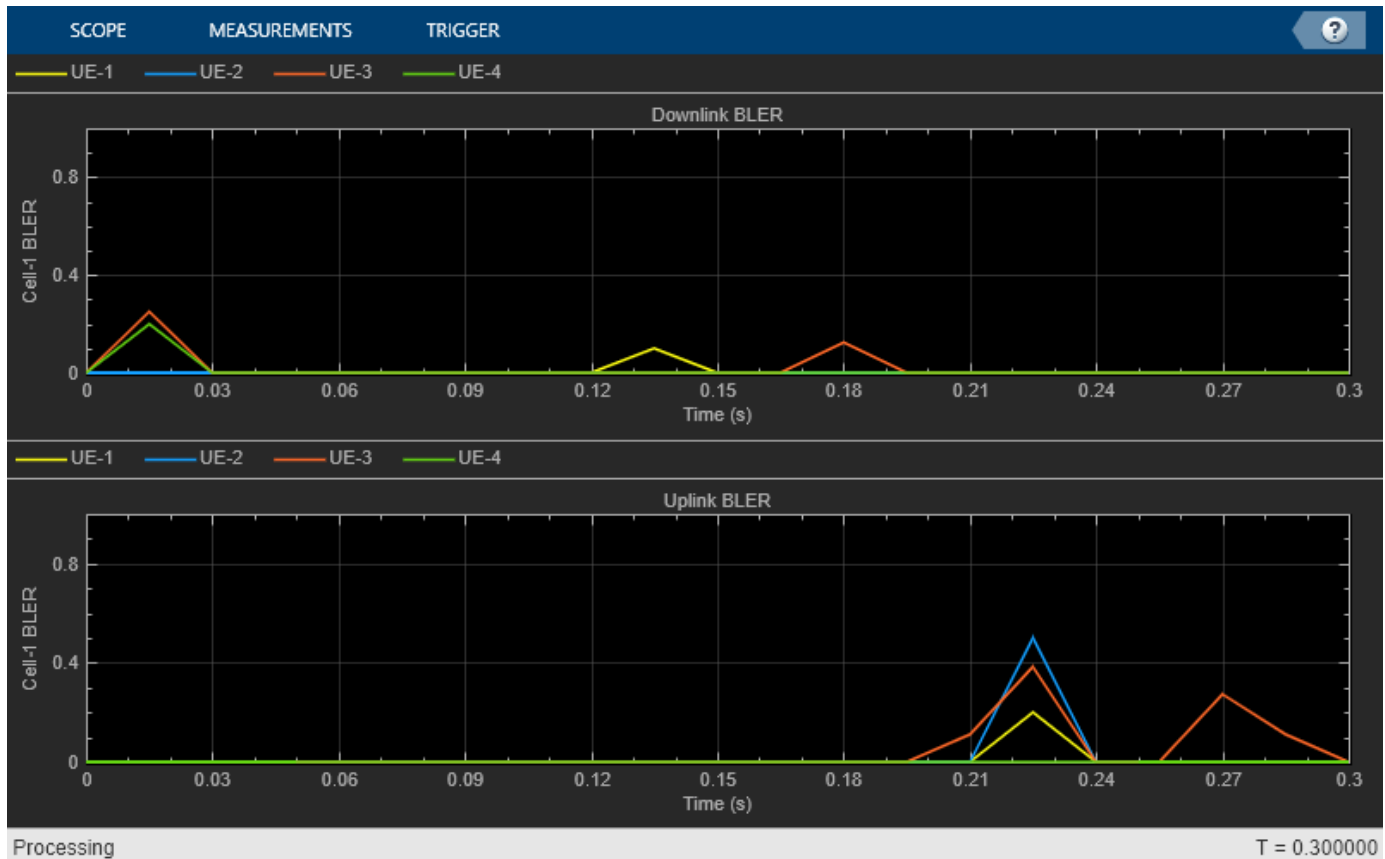 SCOPE MEASUREMENTS TRIGGER ?
UE-1 UE-2 UE-3 UE-4
Downlink BLER
Cell-1 BLER
0.8
0.4
0
0 0.03 0.06 0.09 0.12 0.15 0.18 0.21 0.24 0.27 0.3
Time (s)
UE-1 UE-2 UE-3 UE-4
Uplink BLER
Cell-1 BLER
0.8
0.4
0
0 0.03 0.06 0.09 0.12 0.15 0.18 0.21 0.24 0.27 0.3
Time (s)
Processing T = 0.300000